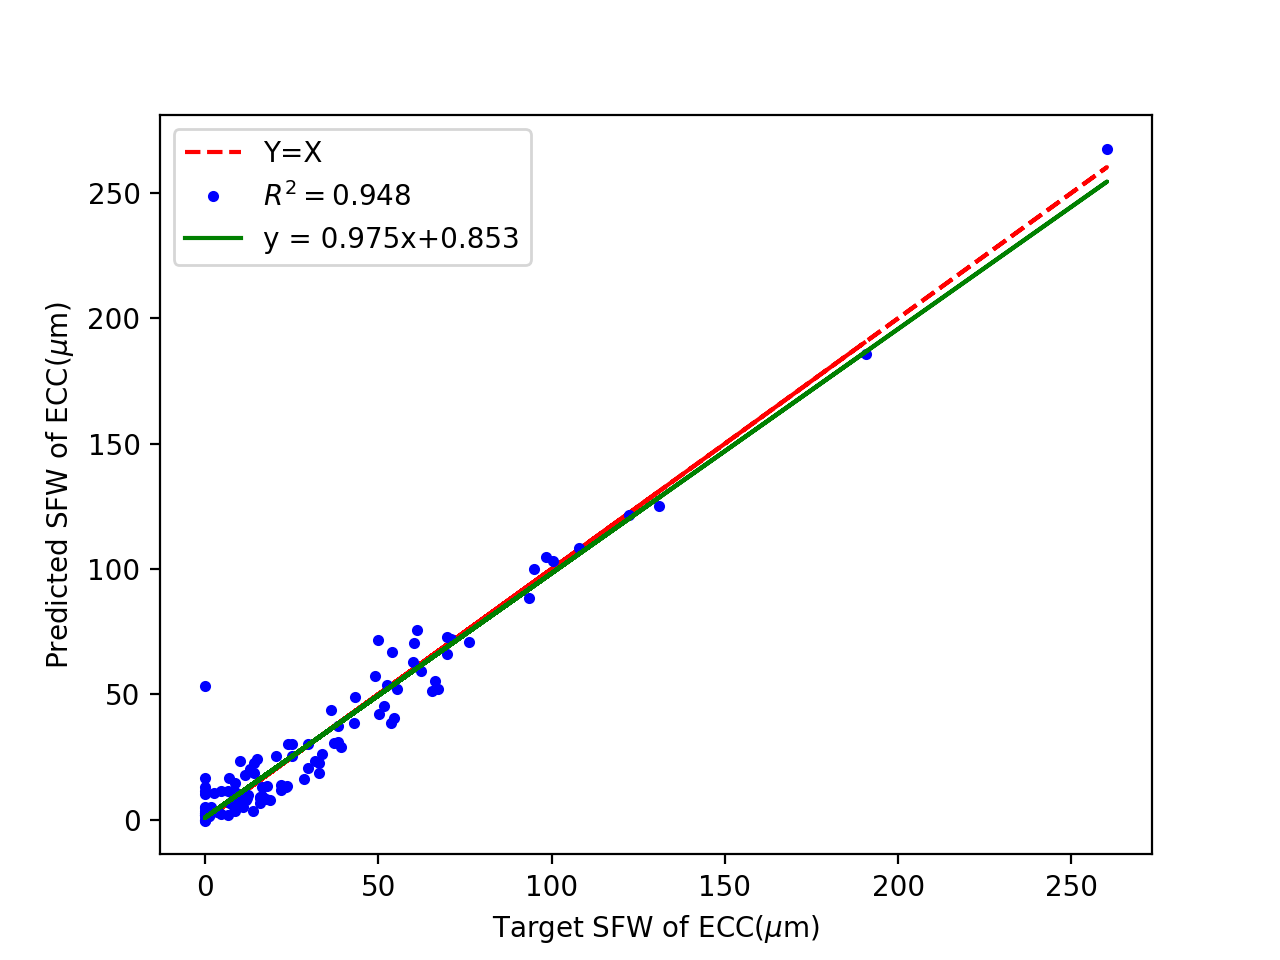 Y=X
R² = 0.948
y = 0.975x+0.853
250
200
150
100
50
0
Predicted SFW of ECC(μm)
0 50 100 150 200 250
Target SFW of ECC(μm)